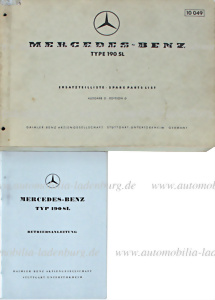 10 049
MERCEDES-BENZ
TYPE 190 SL
ERSATZTEILLISTE · SPARE PARTS LIST
AUSGABE
DAIMLER-BENZ AKTIENGESELLSCHAFT · STUTTGART-UNTERTÜRKHEIM · GERMANY
www.automobilia-ladenburg.de
www.automobilia-lad
MERCEDES-BENZ
TYP 190 SL
BETRIEBSANLEITUNG
DAIMLER-BENZ AKTIENGESELLSCHAFT
STUTTGART-UNTERTÜRKHEIM